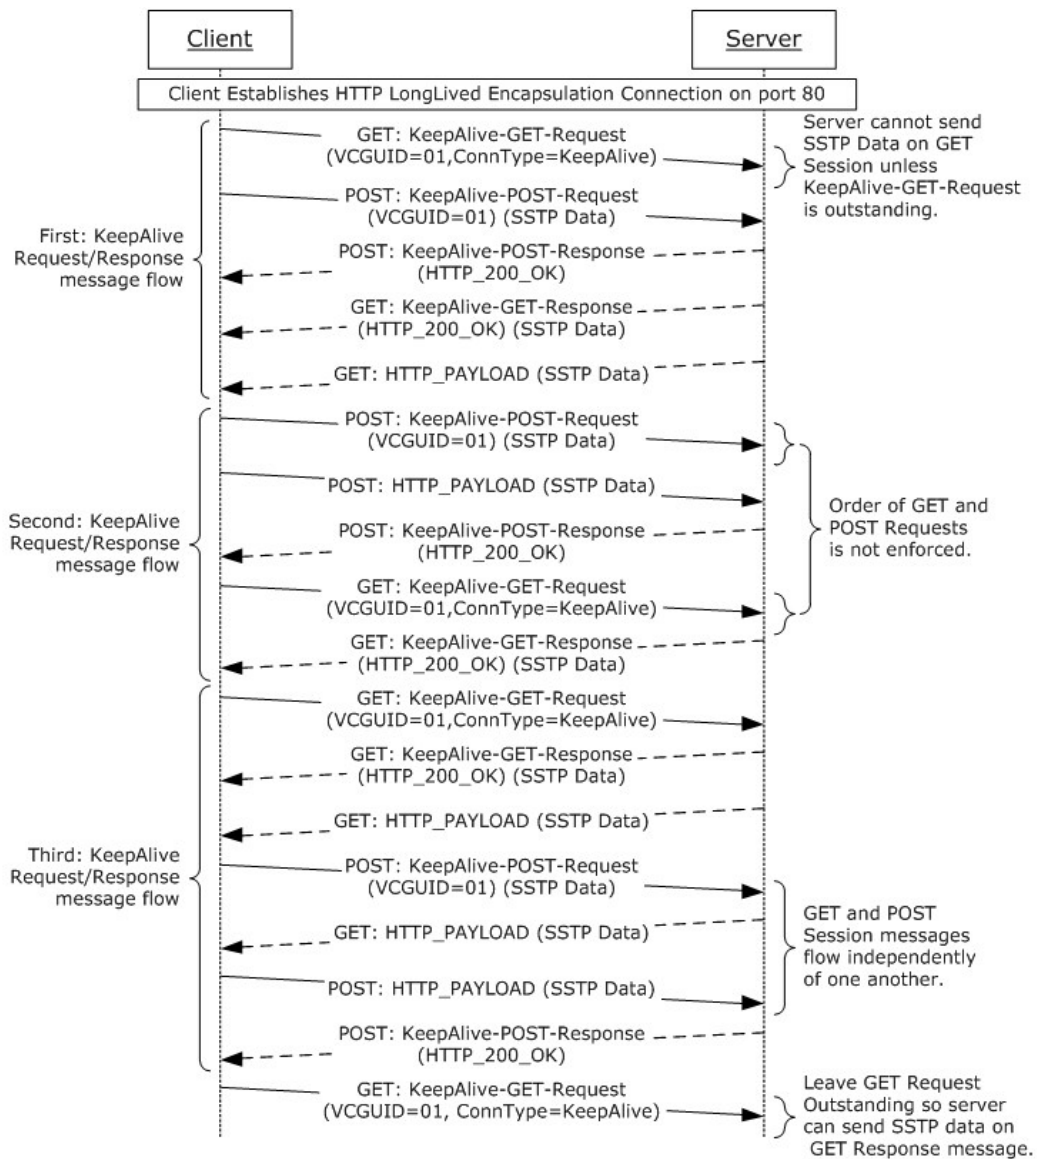 Client
Server
Client Establishes HTTP LongLived Encapsulation Connection on port 80
GET: KeepAlive-GET-Request
(VCGUID=01,ConnType=KeepAlive)
Server cannot send
SSTP Data on GET
Session unless
KeepAlive-GET-Request
is outstanding.
POST: KeepAlive-POST-Request
(VCGUID=01) (SSTP Data)
First: KeepAlive
Request/Response
message flow
POST: KeepAlive-POST-Response
(HTTP_200_OK)
GET: KeepAlive-GET-Response
(HTTP_200_OK) (SSTP Data)
GET: HTTP_PAYLOAD (SSTP Data)
POST: KeepAlive-POST-Request
(VCGUID=01) (SSTP Data)
POST: HTTP_PAYLOAD (SSTP Data)
Second: KeepAlive
Request/Response
message flow
Order of GET and
POST Requests
is not enforced.
POST: KeepAlive-POST-Response
(HTTP_200_OK)
GET: KeepAlive-GET-Request
(VCGUID=01,ConnType=KeepAlive)
GET: KeepAlive-GET-Response
(HTTP_200_OK) (SSTP Data)
GET: KeepAlive-GET-Request
(VCGUID=01,ConnType=KeepAlive)
GET: KeepAlive-GET-Response
(HTTP_200_OK) (SSTP Data)
GET: HTTP_PAYLOAD (SSTP Data)
Third: KeepAlive
Request/Response
message flow
POST: KeepAlive-POST-Request
(VCGUID=01) (SSTP Data)
GET: HTTP_PAYLOAD (SSTP Data)
GET and POST
Session messages
flow independently
of one another.
POST: HTTP_PAYLOAD (SSTP Data)
POST: KeepAlive-POST-Response
(HTTP_200_OK)
GET: KeepAlive-GET-Request
(VCGUID=01, ConnType=KeepAlive)
Leave GET Request
Outstanding so server
can send SSTP data on
GET Response message.